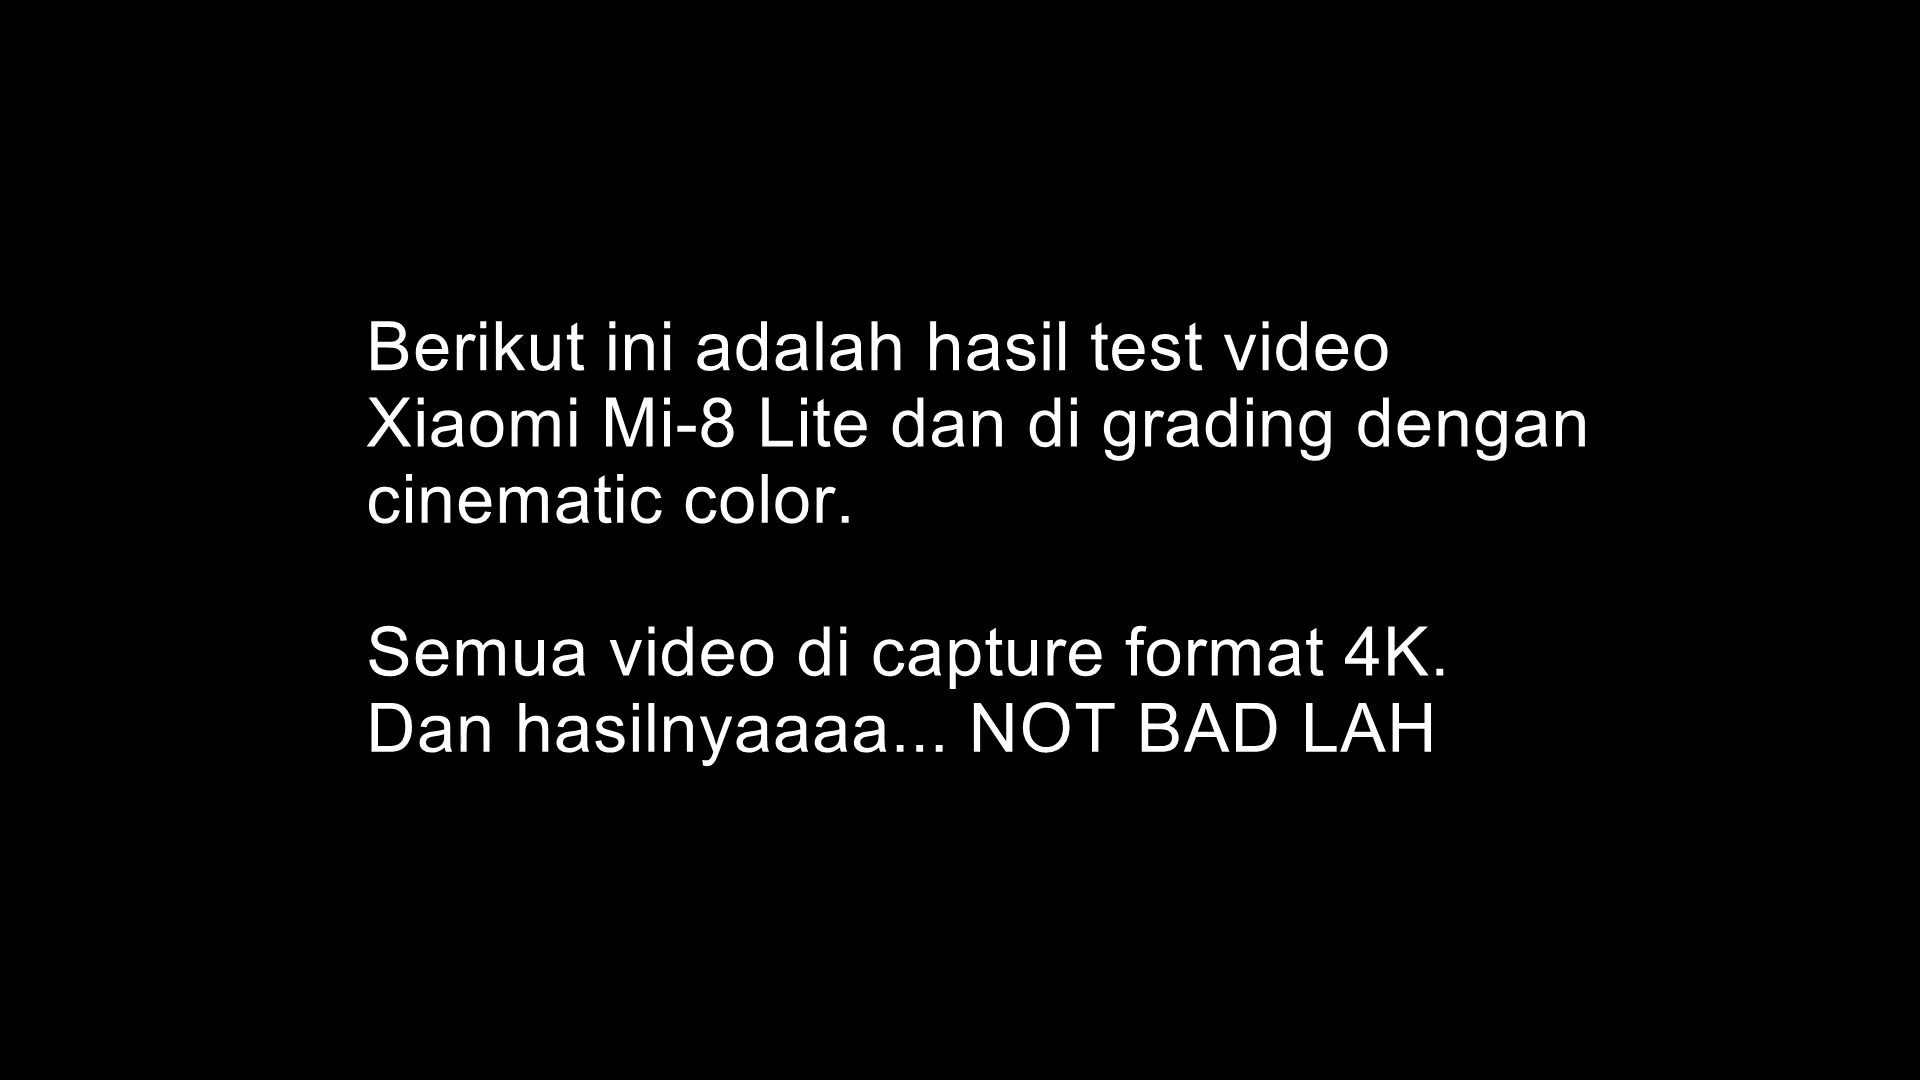 Berikut ini adalah hasil test video
Xiaomi Mi-8 Lite dan di grading dengan
cinematic color.
Semua video di capture format 4K.
Dan hasilnyaaaa... NOT BAD LAH